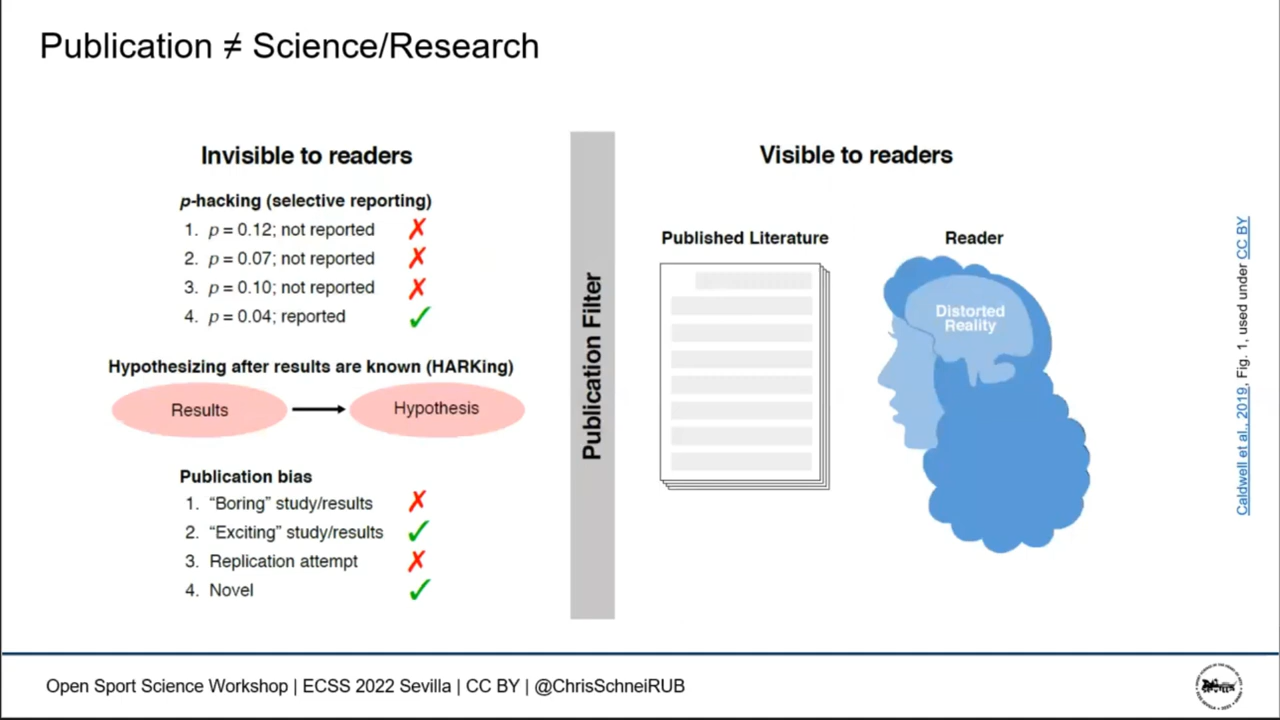 Publication ≠ Science/Research
Invisible to readers
p-hacking (selective reporting)
1. p = 0.12; not reported ✗
2. p = 0.07; not reported ✗
3. p = 0.10; not reported ✗
4. p = 0.04; reported ✓
Hypothesizing after results are known (HARKing)
Results
Hypothesis
Publication bias
1. “Boring” study/results ✗
2. “Exciting” study/results ✓
3. Replication attempt ✗
4. Novel ✓
Publication Filter
Visible to readers
Published Literature
Reader
Distorted
Reality
Caldwell et al., 2019, Fig. 1, used under CC BY
Open Sport Science Workshop | ECSS 2022 Sevilla | CC BY | @ChrisSchneiRUB